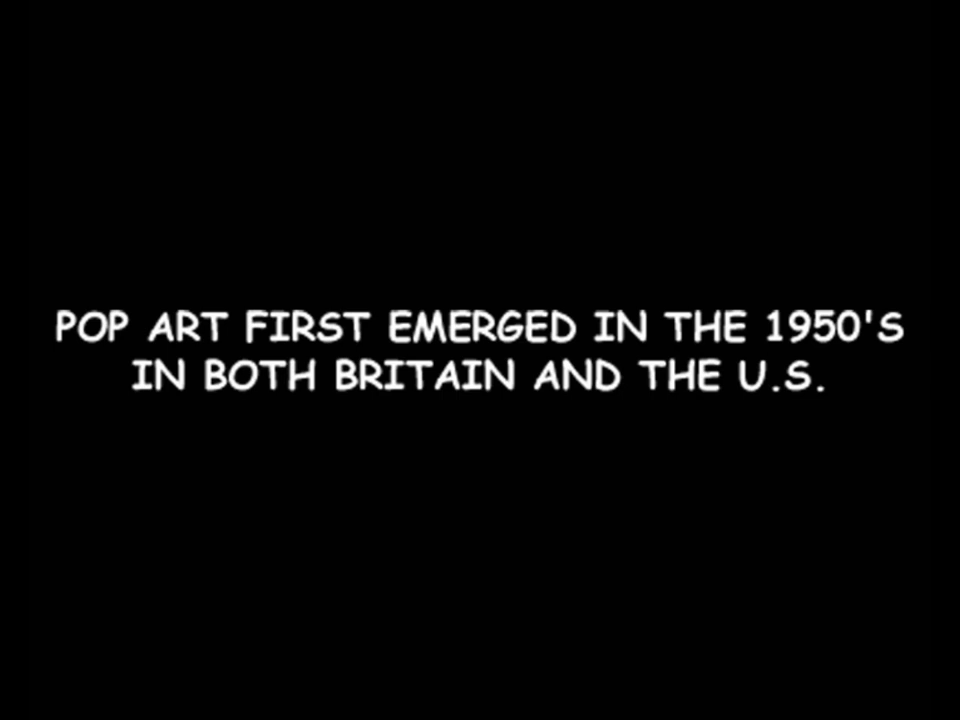 POP ART FIRST EMERGED IN THE 1950'S
IN BOTH BRITAIN AND THE U.S.